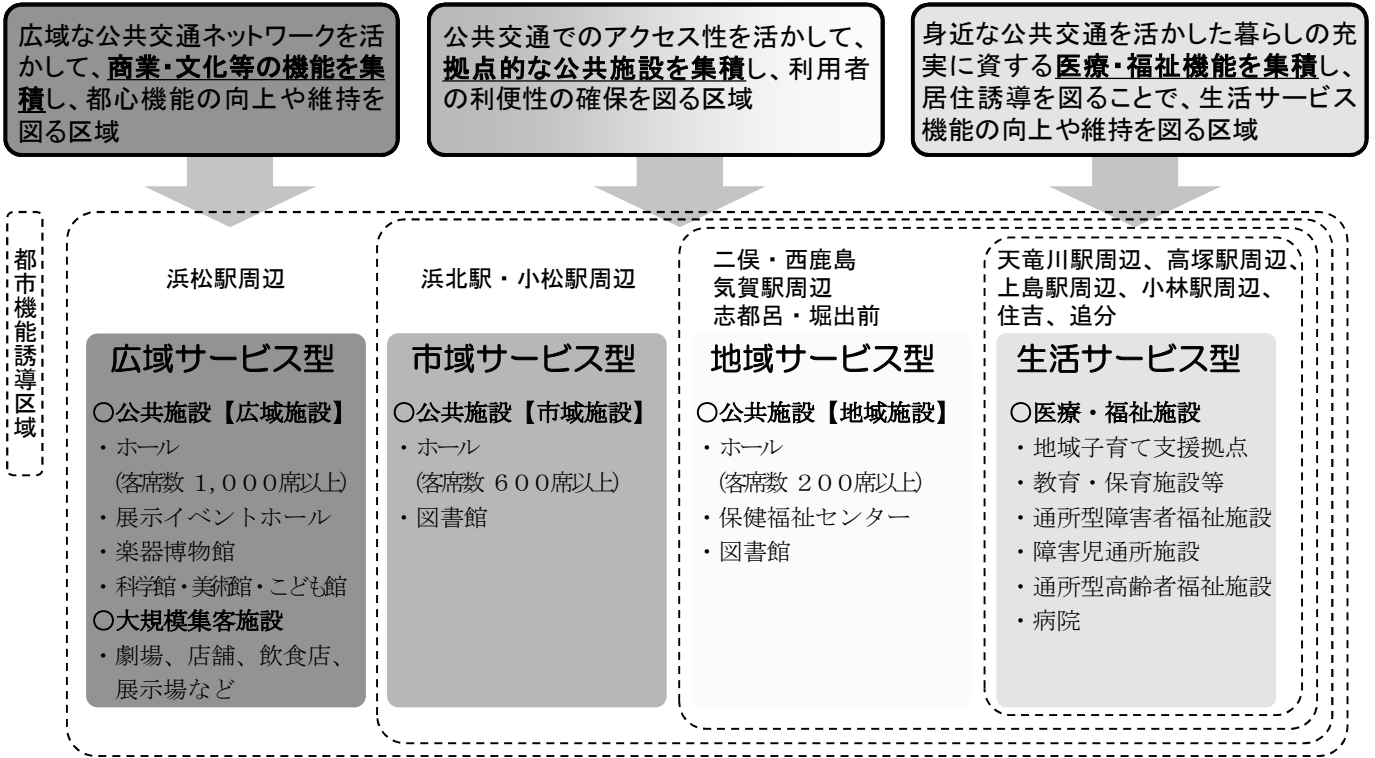 広域な公共交通ネットワークを活
かして、商業・文化等の機能を集
積し、都心機能の向上や維持を
図る区域
公共交通でのアクセス性を活かして、
拠点的な公共施設を集積し、利用者
の利便性の確保を図る区域
身近な公共交通を活かした暮らしの充
実に資する医療・福祉機能を集積し、
居住誘導を図ることで、生活サービス
機能の向上や維持を図る区域
都市機能誘導区域
浜松駅周辺
広域サービス型
○公共施設【広域施設】
・ホール
(客席数 1,000席以上)
・展示イベントホール
・楽器博物館
・科学館・美術館・こども館
○大規模集客施設
・劇場、店舗、飲食店、
展示場など
浜北駅・小松駅周辺
市域サービス型
○公共施設【市域施設】
・ホール
(客席数 600席以上)
・図書館
二俣・西鹿島
気賀駅周辺
志都呂・堀出前
地域サービス型
○公共施設【地域施設】
・ホール
(客席数 200席以上)
・保健福祉センター
・図書館
天竜川駅周辺、高塚駅周辺、
上島駅周辺、小林駅周辺、
住吉、追分
生活サービス型
○医療・福祉施設
・地域子育て支援拠点
・教育・保育施設等
・通所型障害者福祉施設
・障害児通所施設
・通所型高齢者福祉施設
・病院